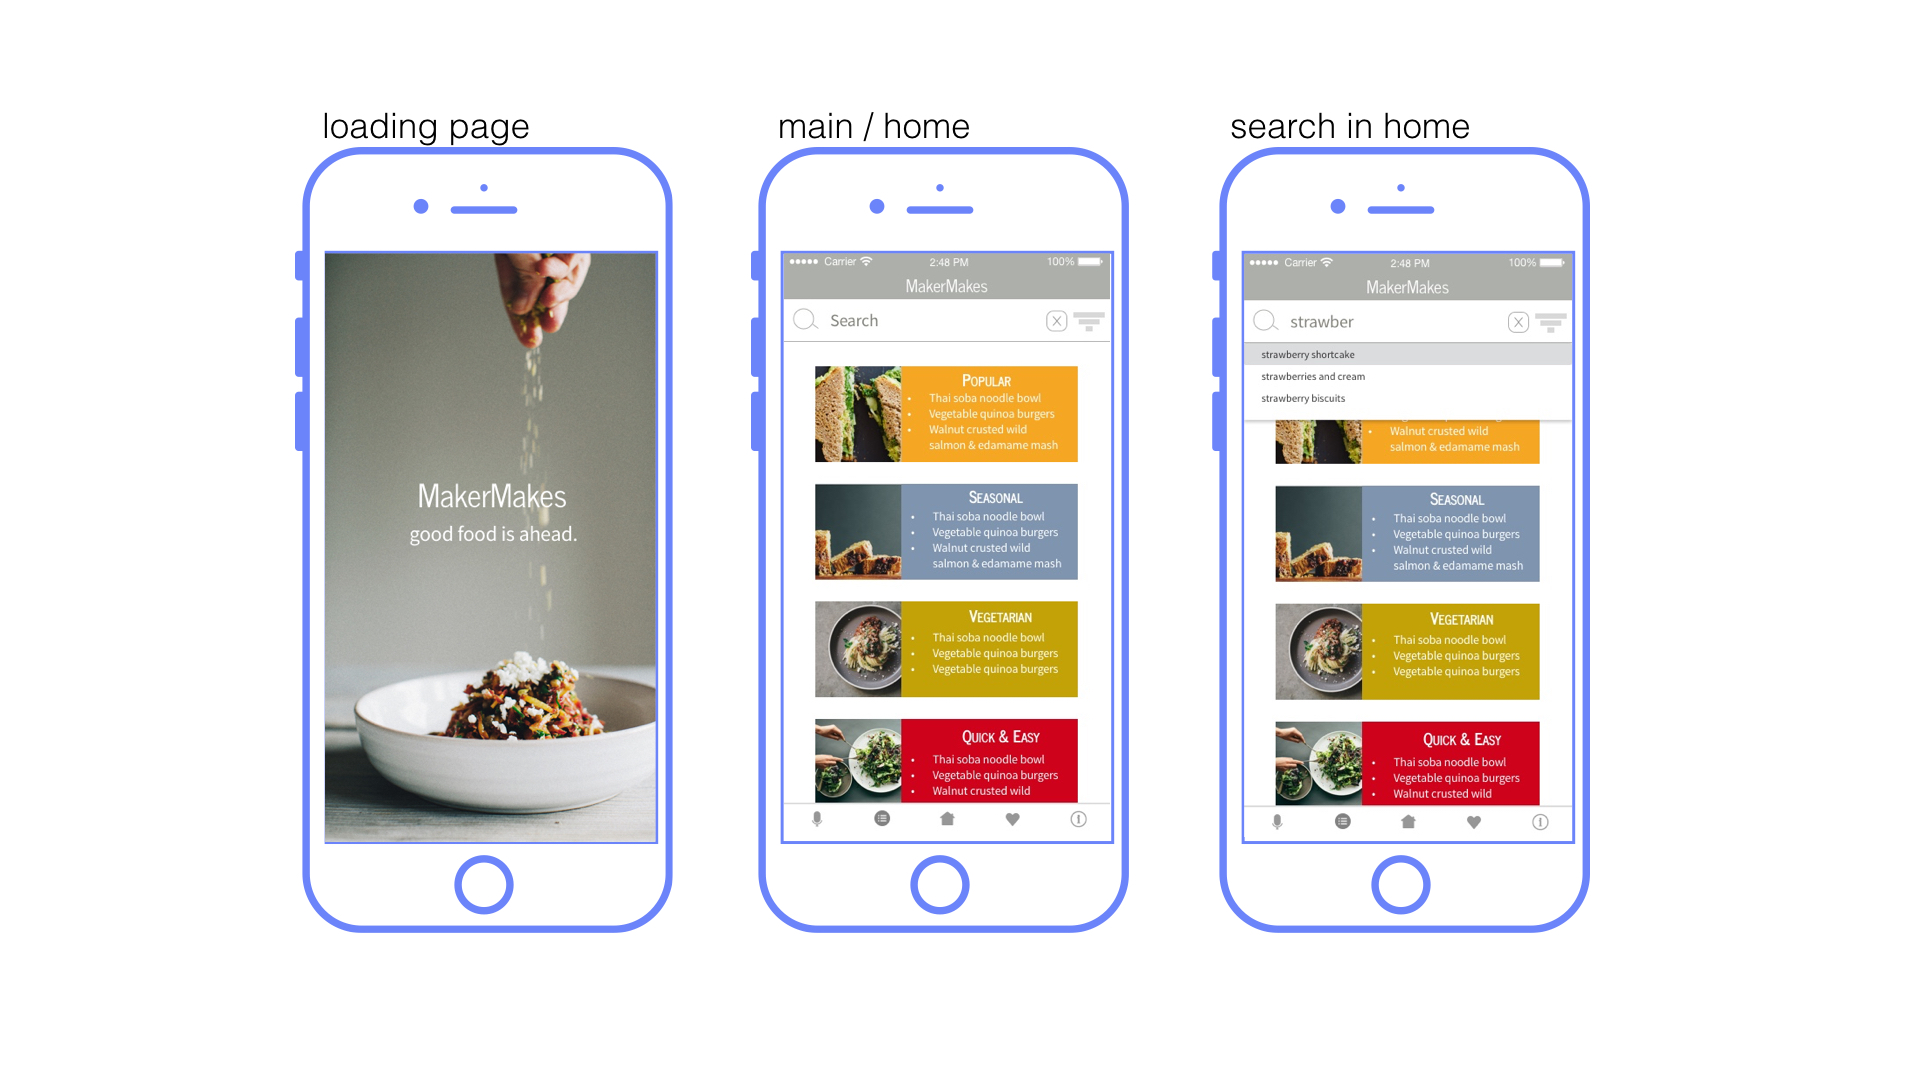 loading page
MakerMakes
good food is ahead.
main / home
Carrier 2:48 PM 100%
MakerMakes
Search
X
Popular
• Thai soba noodle bowl
• Vegetable quinoa burgers
• Walnut crusted wild
salmon & edamame mash
Seasonal
• Thai soba noodle bowl
• Vegetable quinoa burgers
• Walnut crusted wild
salmon & edamame mash
Vegetarian
• Thai soba noodle bowl
• Vegetable quinoa burgers
• Vegetable quinoa burgers
Quick & Easy
• Thai soba noodle bowl
• Vegetable quinoa burgers
• Walnut crusted wild
search in home
Carrier 2:48 PM 100%
MakerMakes
strawber
X
strawberry shortcake
strawberries and cream
strawberry biscuits
• Walnut crusted wild
salmon & edamame mash
Seasonal
• Thai soba noodle bowl
• Vegetable quinoa burgers
• Walnut crusted wild
salmon & edamame mash
Vegetarian
• Thai soba noodle bowl
• Vegetable quinoa burgers
• Vegetable quinoa burgers
Quick & Easy
• Thai soba noodle bowl
• Vegetable quinoa burgers
• Walnut crusted wild